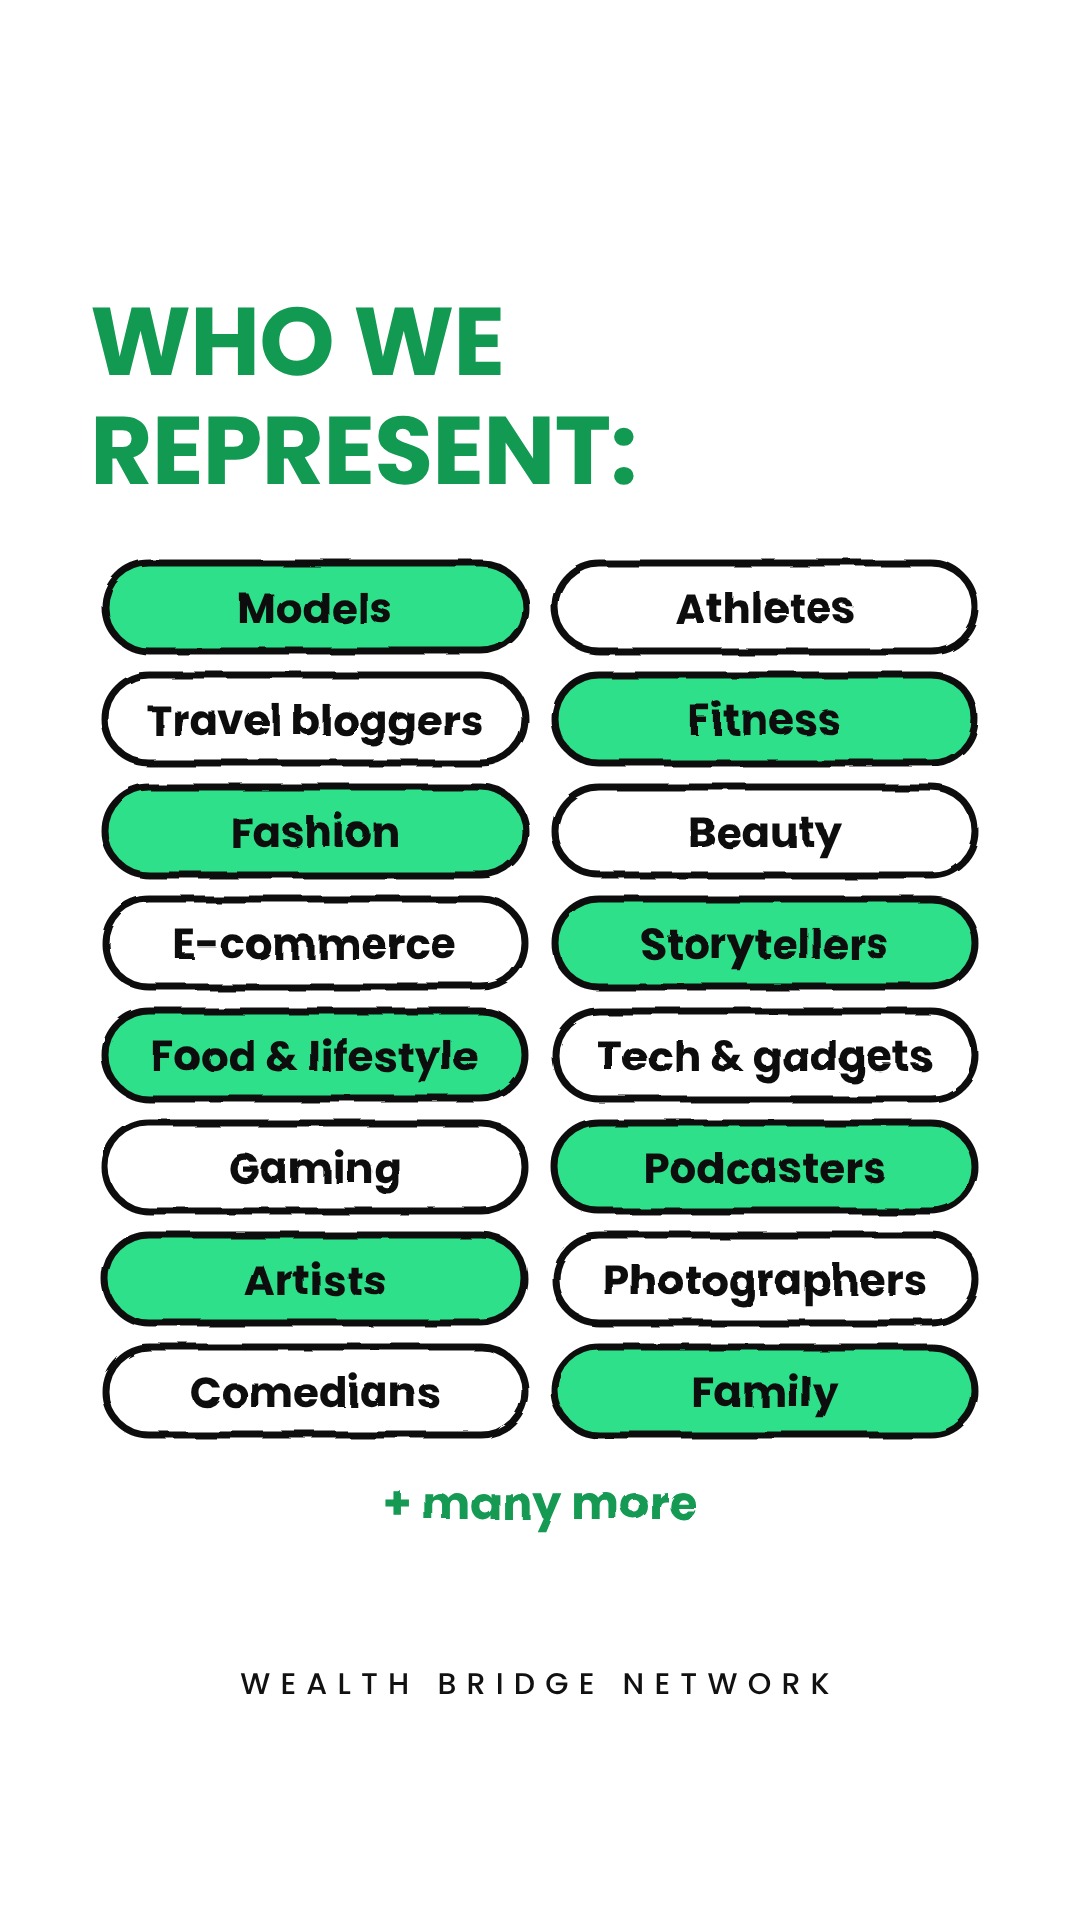 WHO WE
REPRESENT:
Models
Athletes
Travel bloggers
Fitness
Fashion
Beauty
E-commerce
Storytellers
Food & lifestyle
Tech & gadgets
Gaming
Podcasters
Artists
Photographers
Comedians
Family
+ many more
WEALTH BRIDGE NETWORK